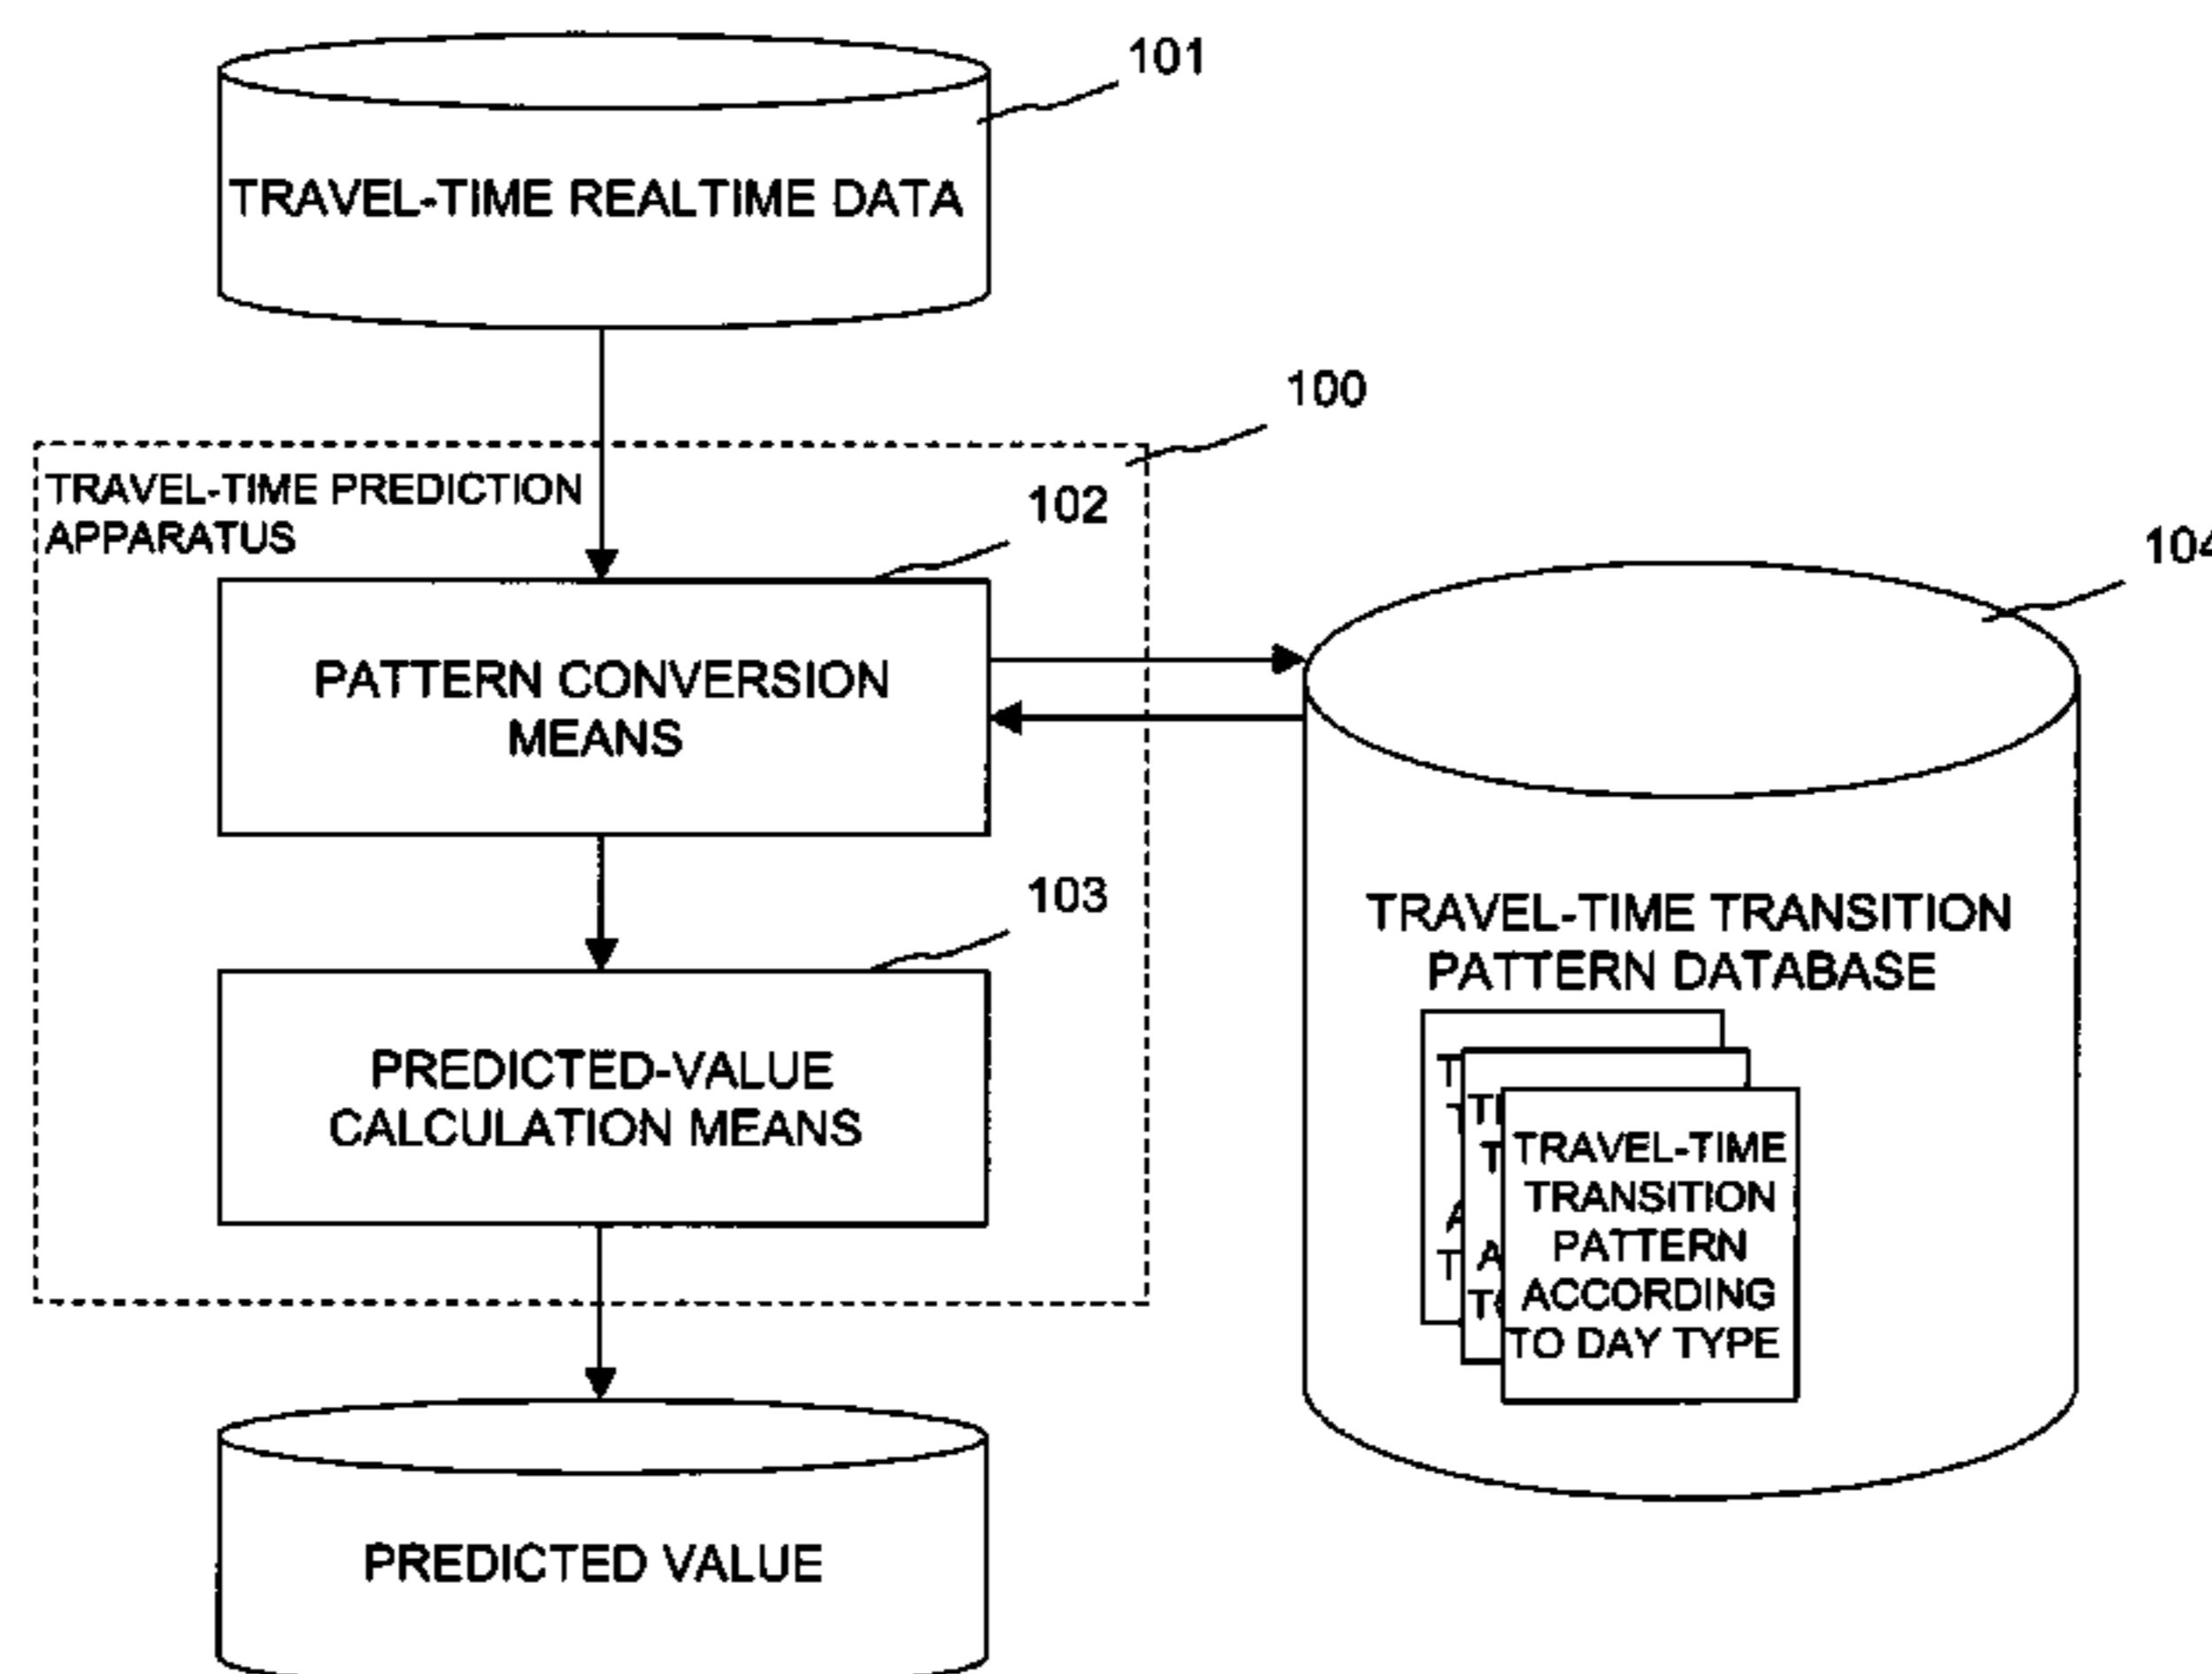 101
TRAVEL-TIME REALTIME DATA
100
TRAVEL-TIME PREDICTION
APPARATUS
102
PATTERN CONVERSION
MEANS
103
PREDICTED-VALUE
CALCULATION MEANS
PREDICTED VALUE
104
TRAVEL-TIME TRANSITION
PATTERN DATABASE
TRAVEL-TIME
TRANSITION
PATTERN
ACCORDING
TO DAY TYPE